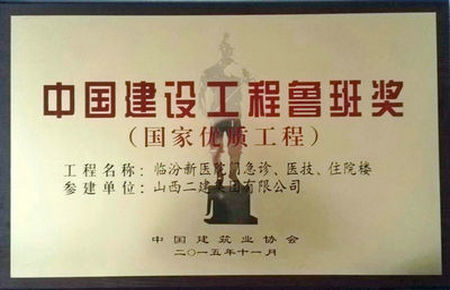 中国建设工程鲁班奖
(国家优质工程)
工程名称：临汾新医院门急诊、医技、住院楼
参建单位：山西二建集团有限公司
中国建筑业协会
二〇一五年十一月